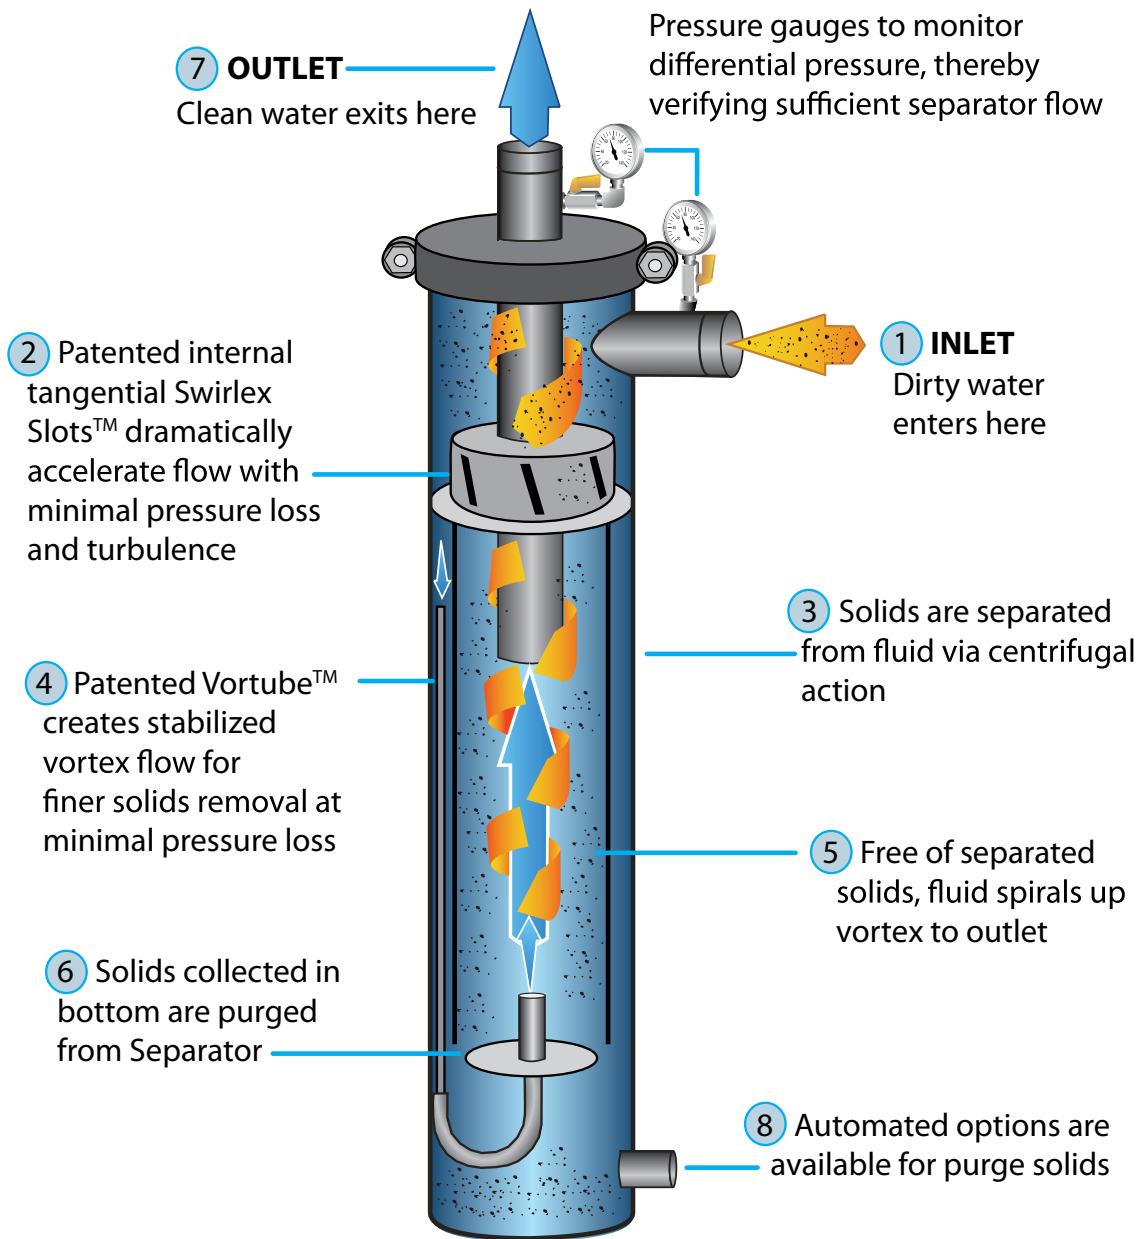 7 OUTLET
Clean water exits here
Pressure gauges to monitor
differential pressure, thereby
verifying sufficient separator flow
1 INLET
Dirty water
enters here
2 Patented internal
tangential Swirlex
Slots™ dramatically
accelerate flow with
minimal pressure loss
and turbulence
3 Solids are separated
from fluid via centrifugal
action
4 Patented Vortube™
creates stabilized
vortex flow for
finer solids removal at
minimal pressure loss
5 Free of separated
solids, fluid spirals up
vortex to outlet
6 Solids collected in
bottom are purged
from Separator
8 Automated options are
available for purge solids